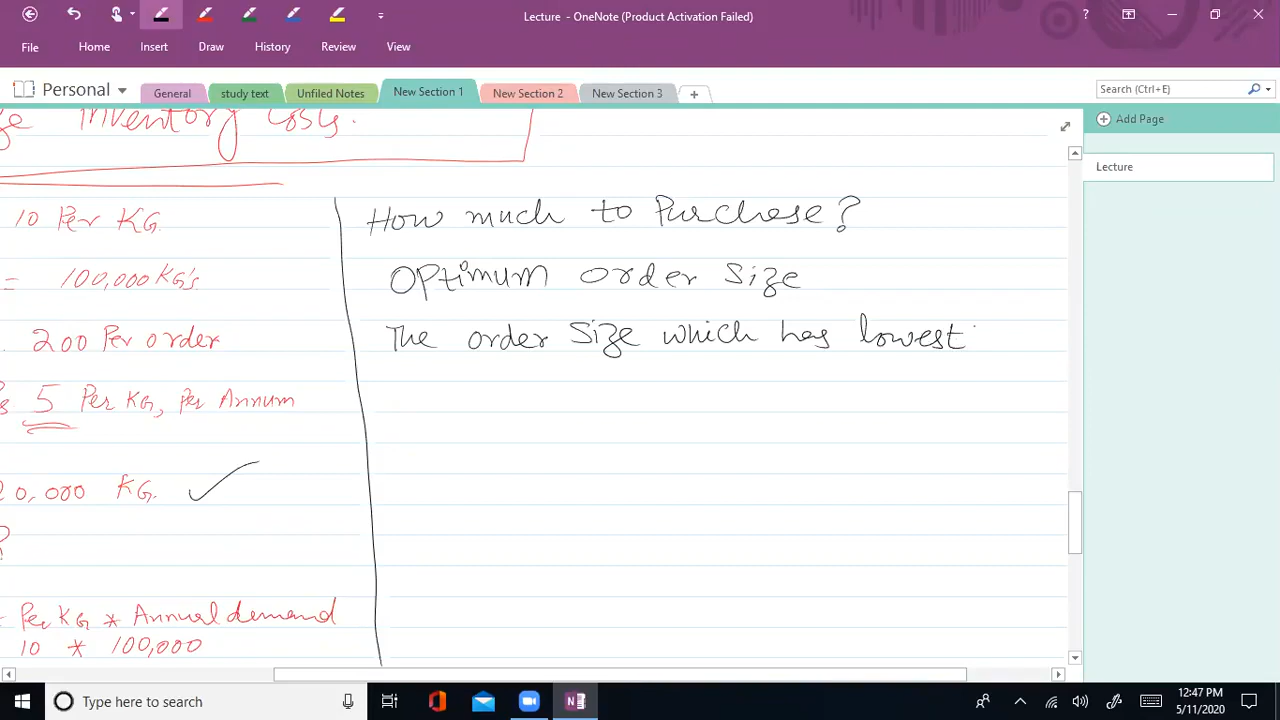 Lecture - OneNote (Product Activation Failed)
File Home Insert Draw History Review View
Personal General study text Unfiled Notes New Section 1 New Section 2 New Section 3 Search (Ctrl+E)
Add Page
Lecture
Inventory Costs.
10 Per KG.
= 100,000 KG's
200 Per order
5 Per KG, per Annum
KG.
Per KG * Annual demand
10 * 100,000
How much to Purchase?
Optimum order Size
The order Size which has lowest
Type here to search
12:47 PM
5/11/2020